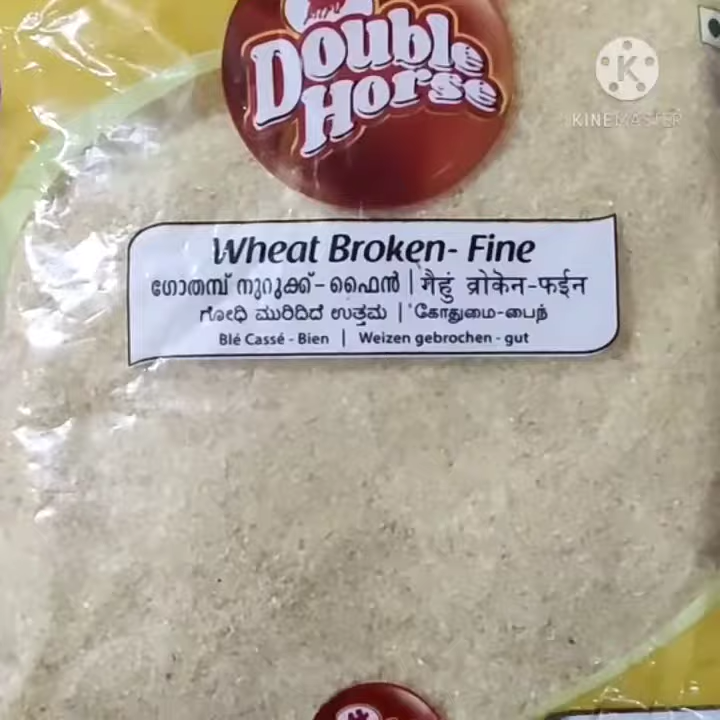 Double
Horse
KINEMASTER
Wheat Broken- Fine
ഗോതമ്പ് നുറുക്ക് - ഫൈൻ | गैहुं ब्रोकेन-फईन
ಗೋಧಿ ಮುರಿದಿದೆ ಉತ್ತಮ | கோதுமை-பைந்
Blé Cassé - Bien | Weizen gebrochen - gut